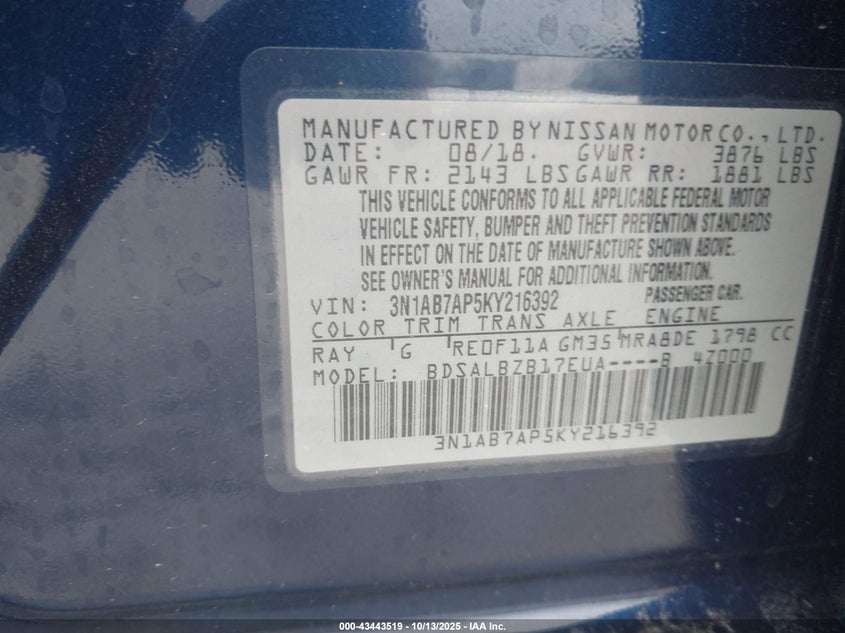 MANUFACTURED BY NISSAN MOTOR CO., LTD.
DATE: 08/18. GVWR: 3876 LBS
GAWR FR: 2143 LBS GAWR RR: 1881 LBS
THIS VEHICLE CONFORMS TO ALL APPLICABLE FEDERAL MOTOR
VEHICLE SAFETY, BUMPER AND THEFT PREVENTION STANDARDS
IN EFFECT ON THE DATE OF MANUFACTURE SHOWN ABOVE.
SEE OWNER'S MANUAL FOR ADDITIONAL INFORMATION.
VIN: 3N1AB7AP5KY216392 PASSENGER CAR.
COLOR TRIM TRANS AXLE ENGINE
RAY G RE0F11A GM35 MRA8DE 1798 CC
MODEL: BDSALBZB17EUA----B 4Z000
3N1AB7AP5KY216392
000-43443519 - 10/13/2025 - IAA Inc.